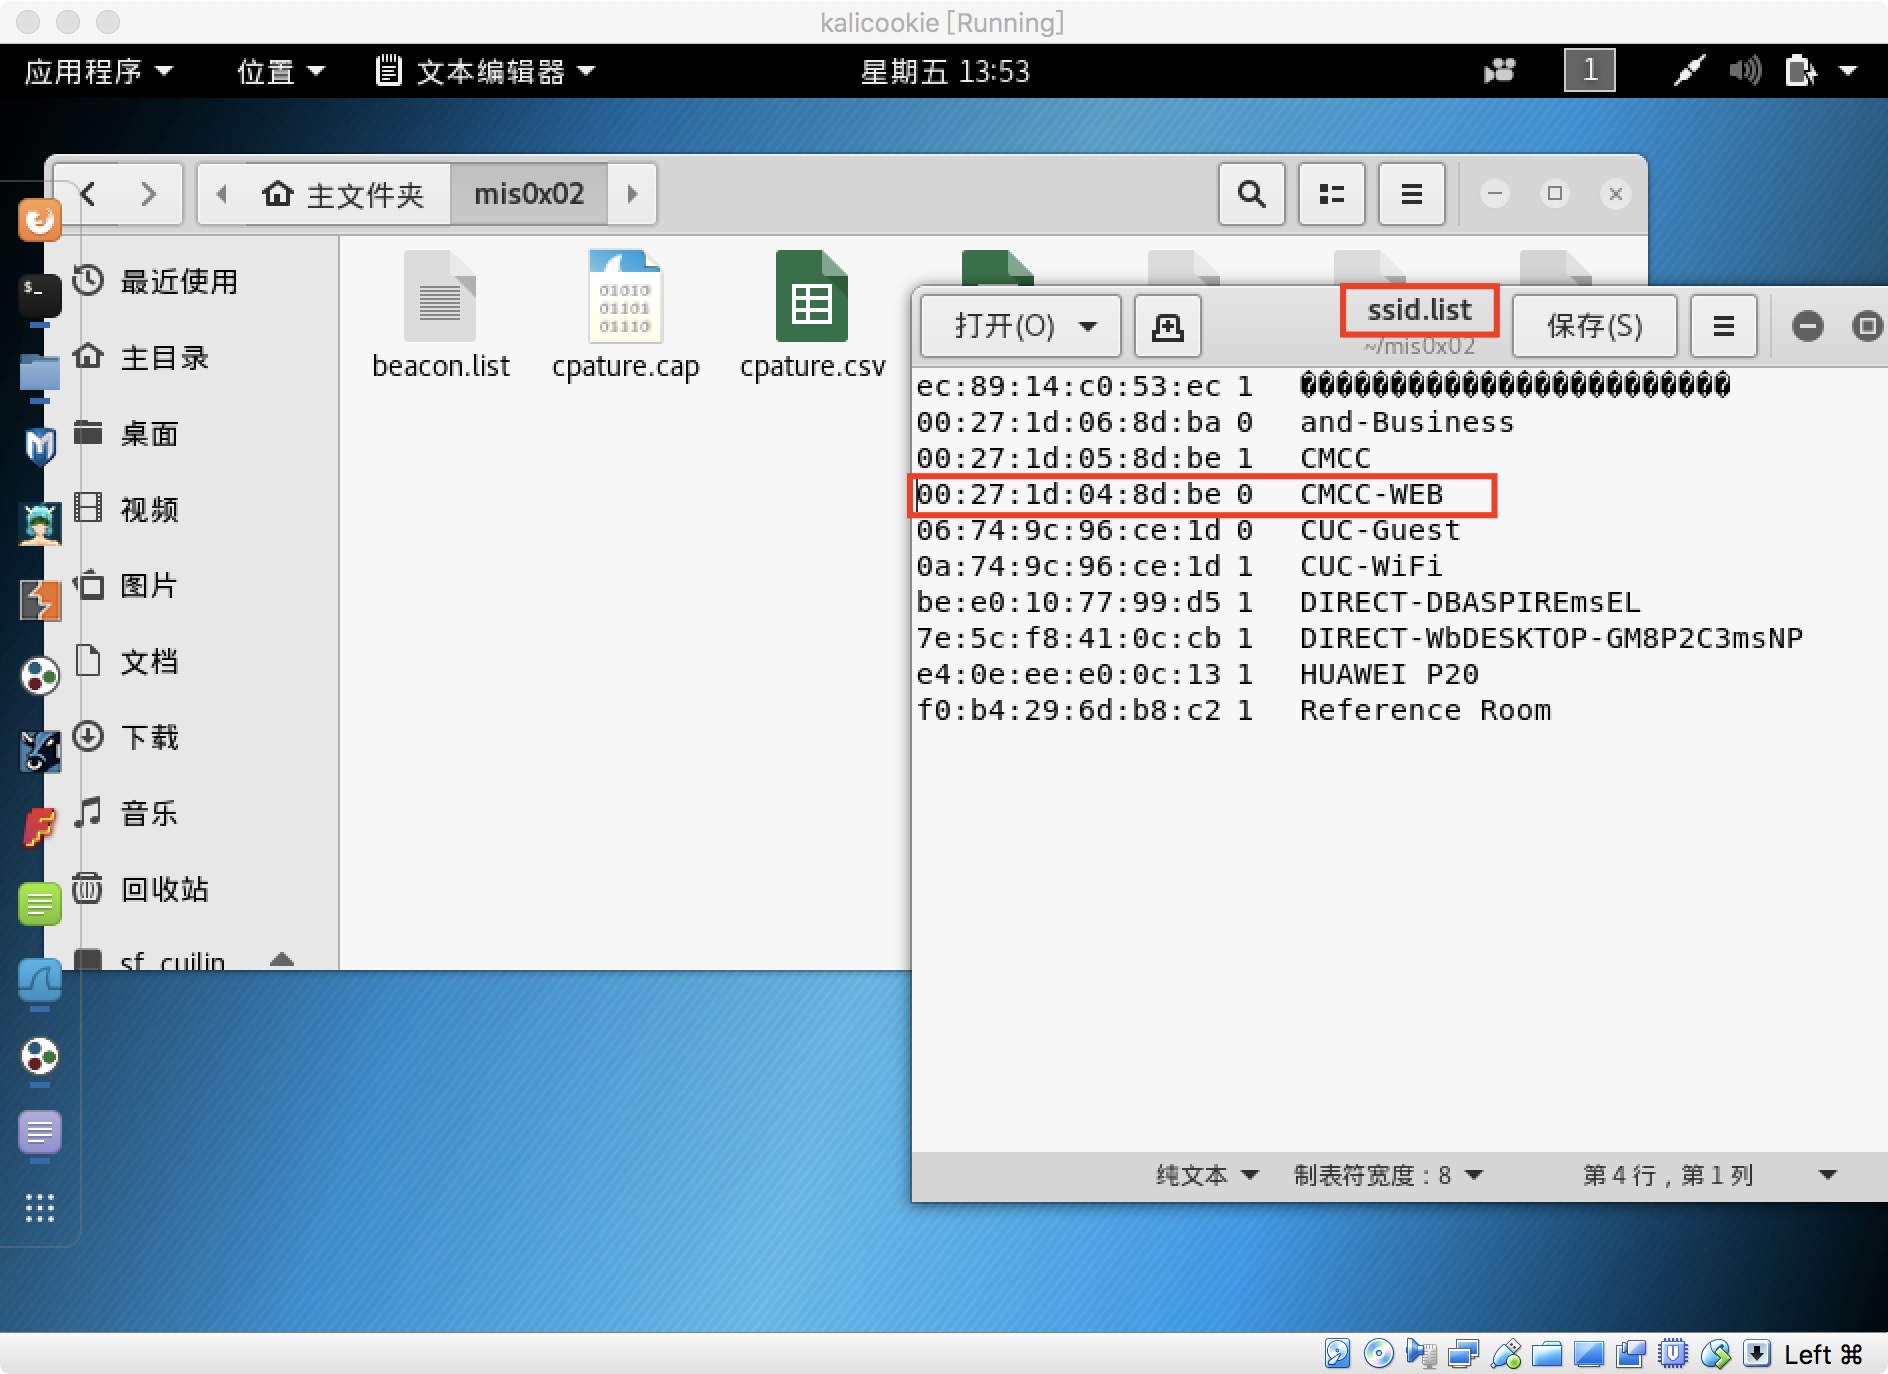 kalicookie [Running]
应用程序 位置 文本编辑器 星期五 13:53 1
主文件夹 mis0x02
最近使用
主目录
桌面
视频
图片
文档
下载
音乐
回收站
sf_cuilin
beacon.list cpature.cap cpature.csv
打开(O) ssid.list 保存(S)
~/mis0x02
ec:89:14:c0:53:ec 1 ������������������������
00:27:1d:06:8d:ba 0 and-Business
00:27:1d:05:8d:be 1 CMCC
00:27:1d:04:8d:be 0 CMCC-WEB
06:74:9c:96:ce:1d 0 CUC-Guest
0a:74:9c:96:ce:1d 1 CUC-WiFi
be:e0:10:77:99:d5 1 DIRECT-DBASPIREmsEL
7e:5c:f8:41:0c:cb 1 DIRECT-WbDESKTOP-GM8P2C3msNP
e4:0e:ee:e0:0c:13 1 HUAWEI P20
f0:b4:29:6d:b8:c2 1 Reference Room
纯文本 制表符宽度：8 第 4 行，第 1 列
Left ⌘